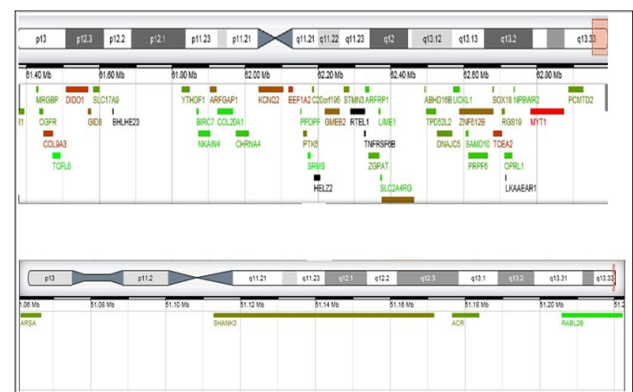 p13 p12.3 p12.2 p12.1 p11.23 p11.21 q11.21 q11.22 q11.23 q12 q13.12 q13.13 q13.2 q13.33
61.40 Mb 61.60 Mb 61.80 Mb 62.00 Mb 62.20 Mb 62.40 Mb 62.60 Mb 62.80 Mb
MRGBP DIDO1 SLC17A9 YTHDF1 ARFGAP1 KCNQ2 EEF1A2 C20orf195 STMN3 ARFRP1 ABHD16B UCKL1 SOX18 NPBWR2 PCMTD2
R1 OGFR GID8 BHLHE23 BIRC7 COL20A1 PPDPF GMEB2 RTEL1 LIME1 TPD52L2 ZNF512B RGS19 MYT1
COL9A3 NKAIN4 CHRNA4 PTK6 TNFRSF6B DNAJC5 SAMD10 TCEA2
TCFL5 SRMS ZGPAT PRPF6 OPRL1
HELZ2 SLC2A4RG LKAAEAR1
p13 p11.2 q11.21 q11.23 q12.1 q12.2 q12.3 q13.1 q13.2 q13.31 q13.33
1.06 Mb 51.08 Mb 51.10 Mb 51.12 Mb 51.14 Mb 51.16 Mb 51.18 Mb 51.20 Mb 51.2
ARSA SHANK3 ACR RABL2B